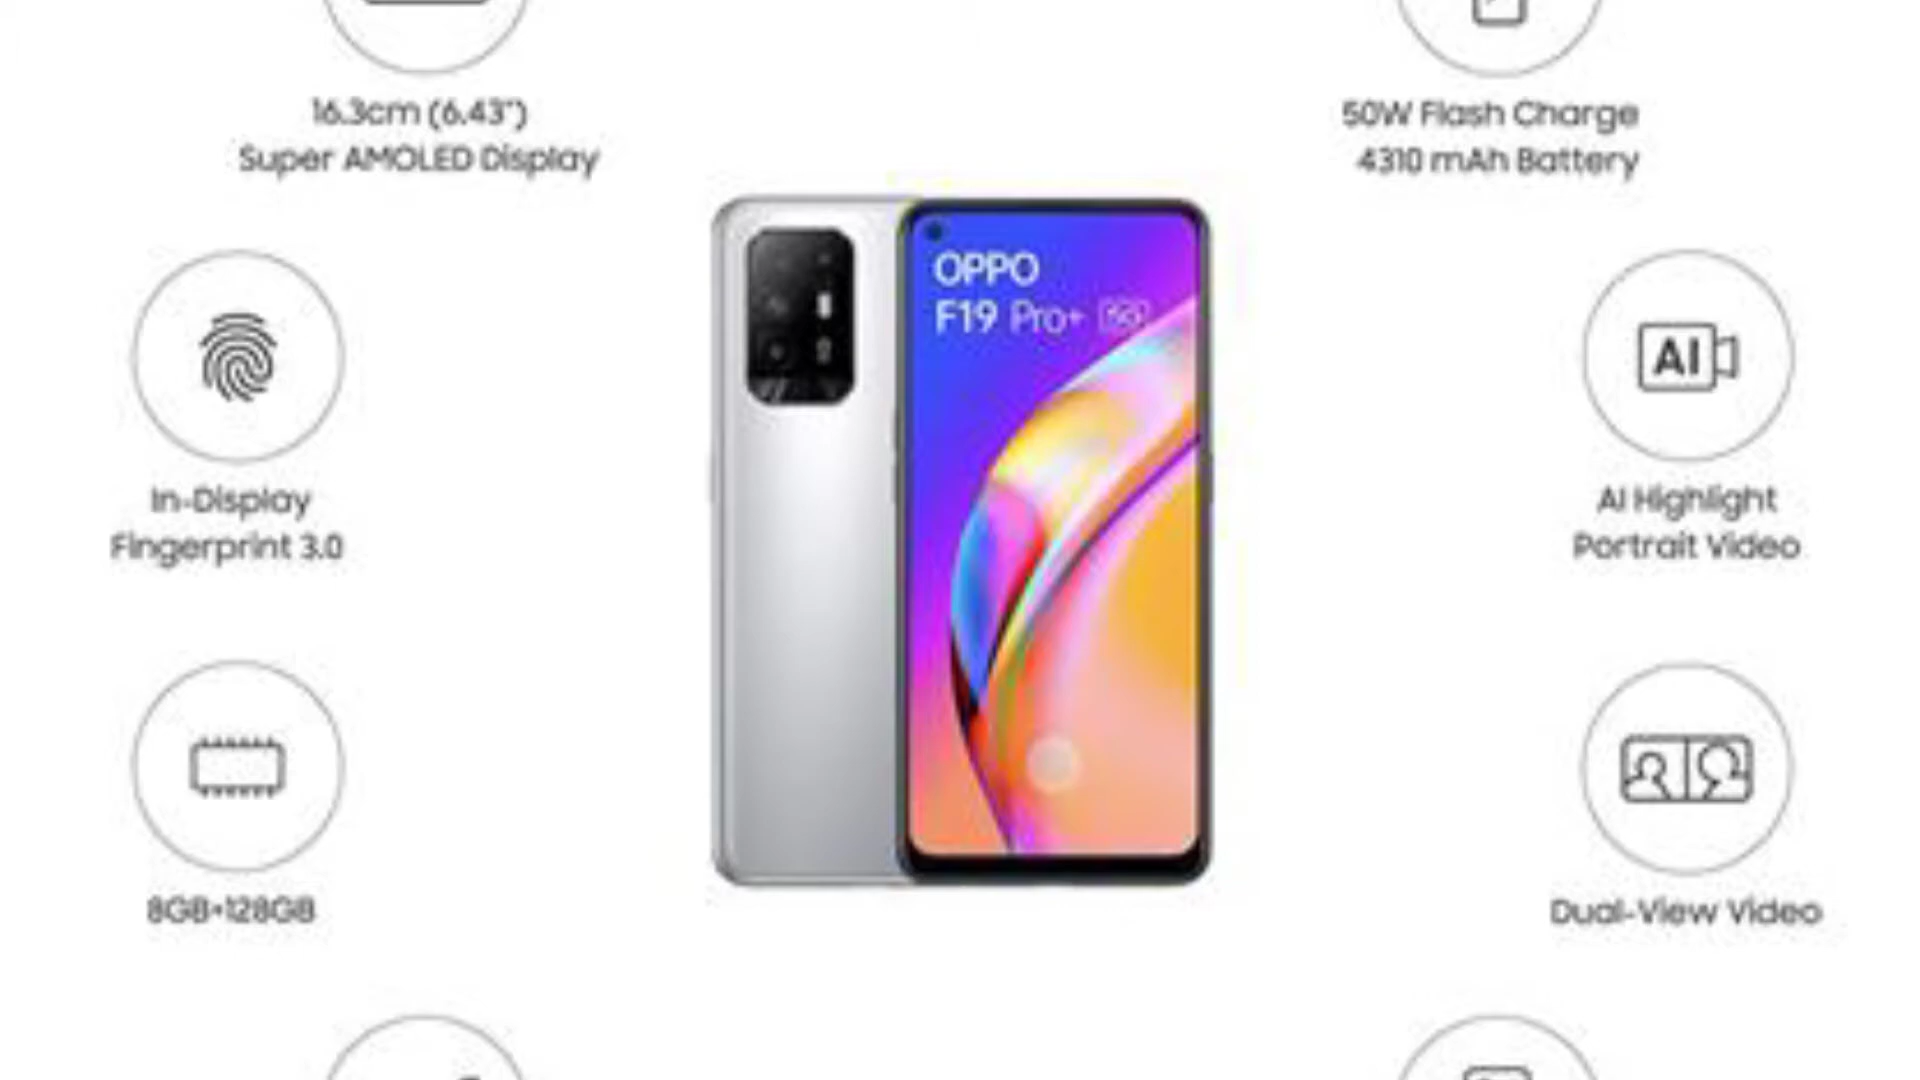 16.3cm (6.43")
Super AMOLED Display
50W Flash Charge
4310 mAh Battery
OPPO
F19 Pro+ 5G
In-Display
Fingerprint 3.0
AI
AI Highlight
Portrait Video
8GB+128GB
Dual-View Video